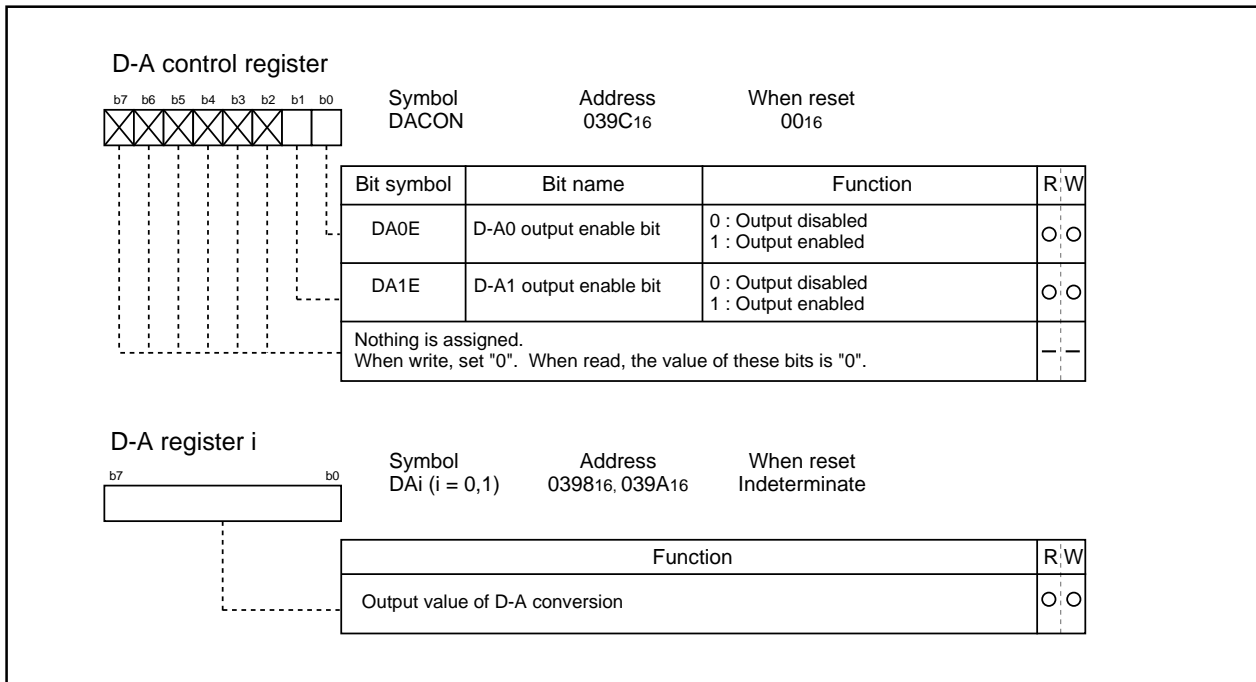 D-A control register
b7 b6 b5 b4 b3 b2 b1 b0
Symbol Address When reset
DACON 039C16 0016
Bit symbol Bit name Function R W
DA0E D-A0 output enable bit 0 : Output disabled
1 : Output enabled
DA1E D-A1 output enable bit 0 : Output disabled
1 : Output enabled
Nothing is assigned.
When write, set "0". When read, the value of these bits is "0".
D-A register i
b7 b0
Symbol Address When reset
DAi (i = 0,1) 039816, 039A16 Indeterminate
Function R W
Output value of D-A conversion